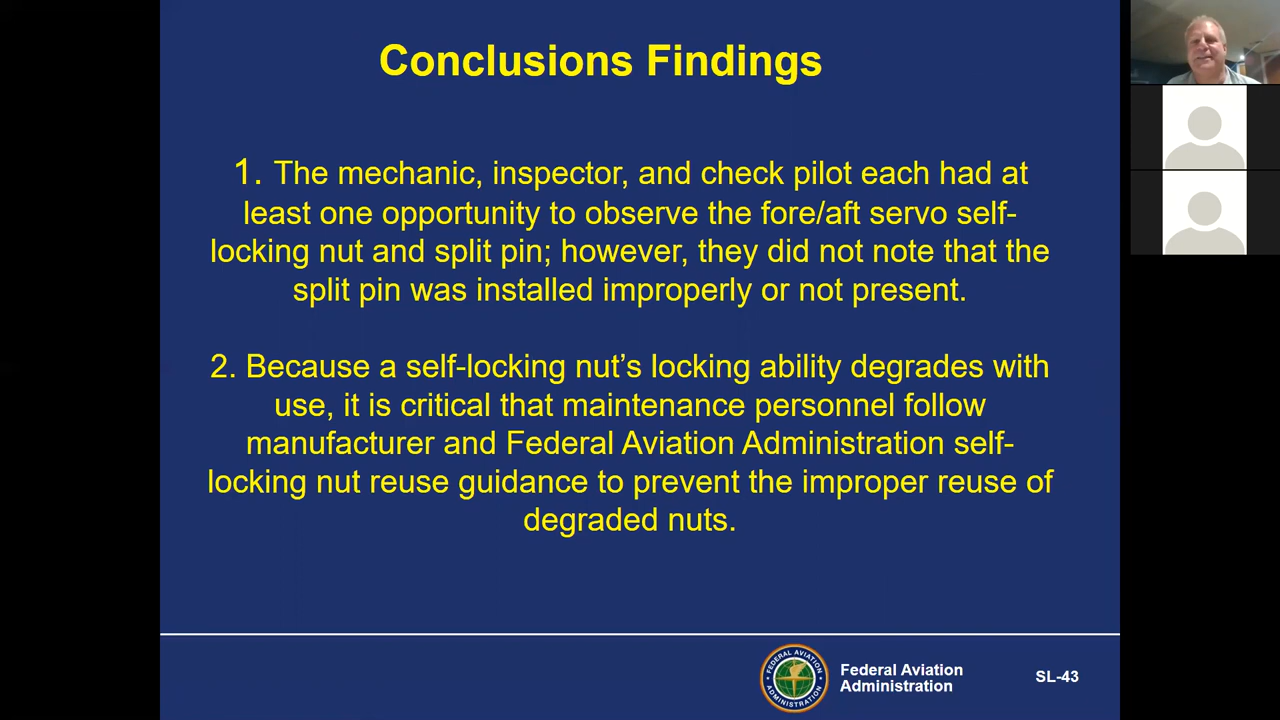 Conclusions Findings
1. The mechanic, inspector, and check pilot each had at
least one opportunity to observe the fore/aft servo self-
locking nut and split pin; however, they did not note that the
split pin was installed improperly or not present.
2. Because a self-locking nut’s locking ability degrades with
use, it is critical that maintenance personnel follow
manufacturer and Federal Aviation Administration self-
locking nut reuse guidance to prevent the improper reuse of
degraded nuts.
FEDERAL AVIATION
ADMINISTRATION
Federal Aviation
Administration
SL-43